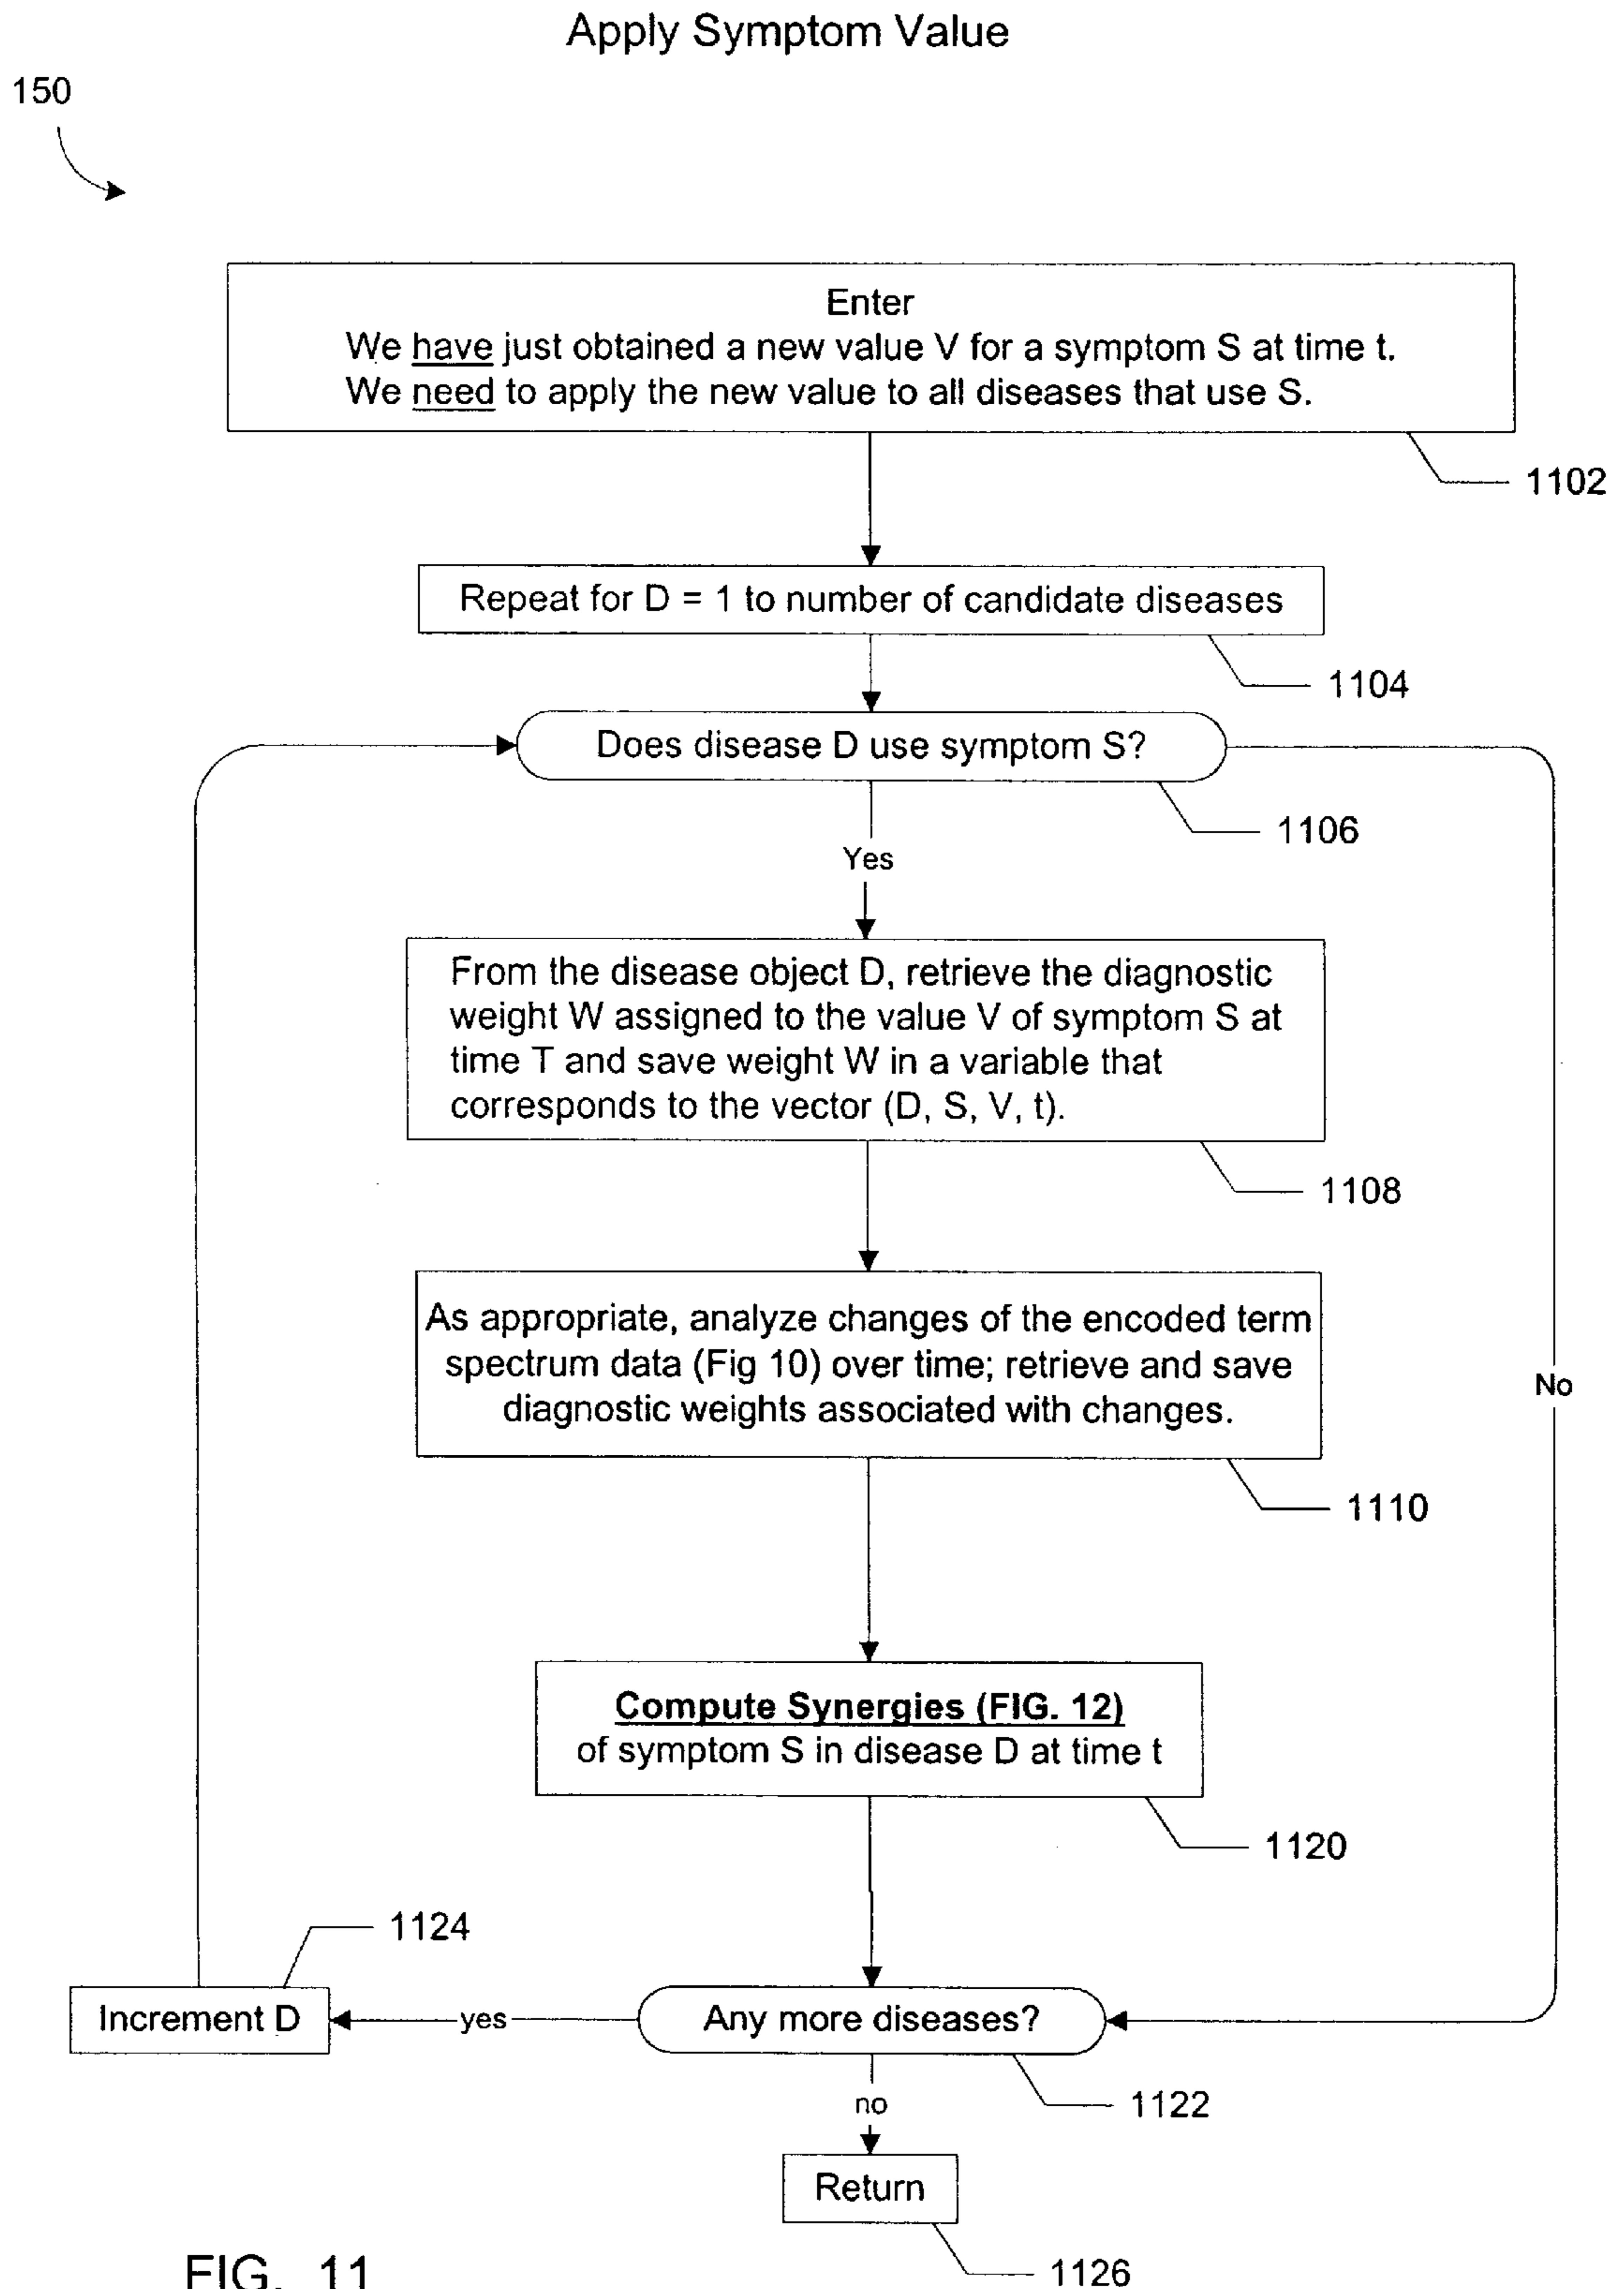 Apply Symptom Value
150
Enter
We have just obtained a new value V for a symptom S at time t.
We need to apply the new value to all diseases that use S.
1102
Repeat for D = 1 to number of candidate diseases
1104
Does disease D use symptom S?
1106
Yes
From the disease object D, retrieve the diagnostic
weight W assigned to the value V of symptom S at
time T and save weight W in a variable that
corresponds to the vector (D, S, V, t).
1108
As appropriate, analyze changes of the encoded term
spectrum data (Fig 10) over time; retrieve and save
diagnostic weights associated with changes.
No
1110
Compute Synergies (FIG. 12)
of symptom S in disease D at time t
1120
1124
Increment D
yes
Any more diseases?
1122
no
Return
1126
FIG. 11